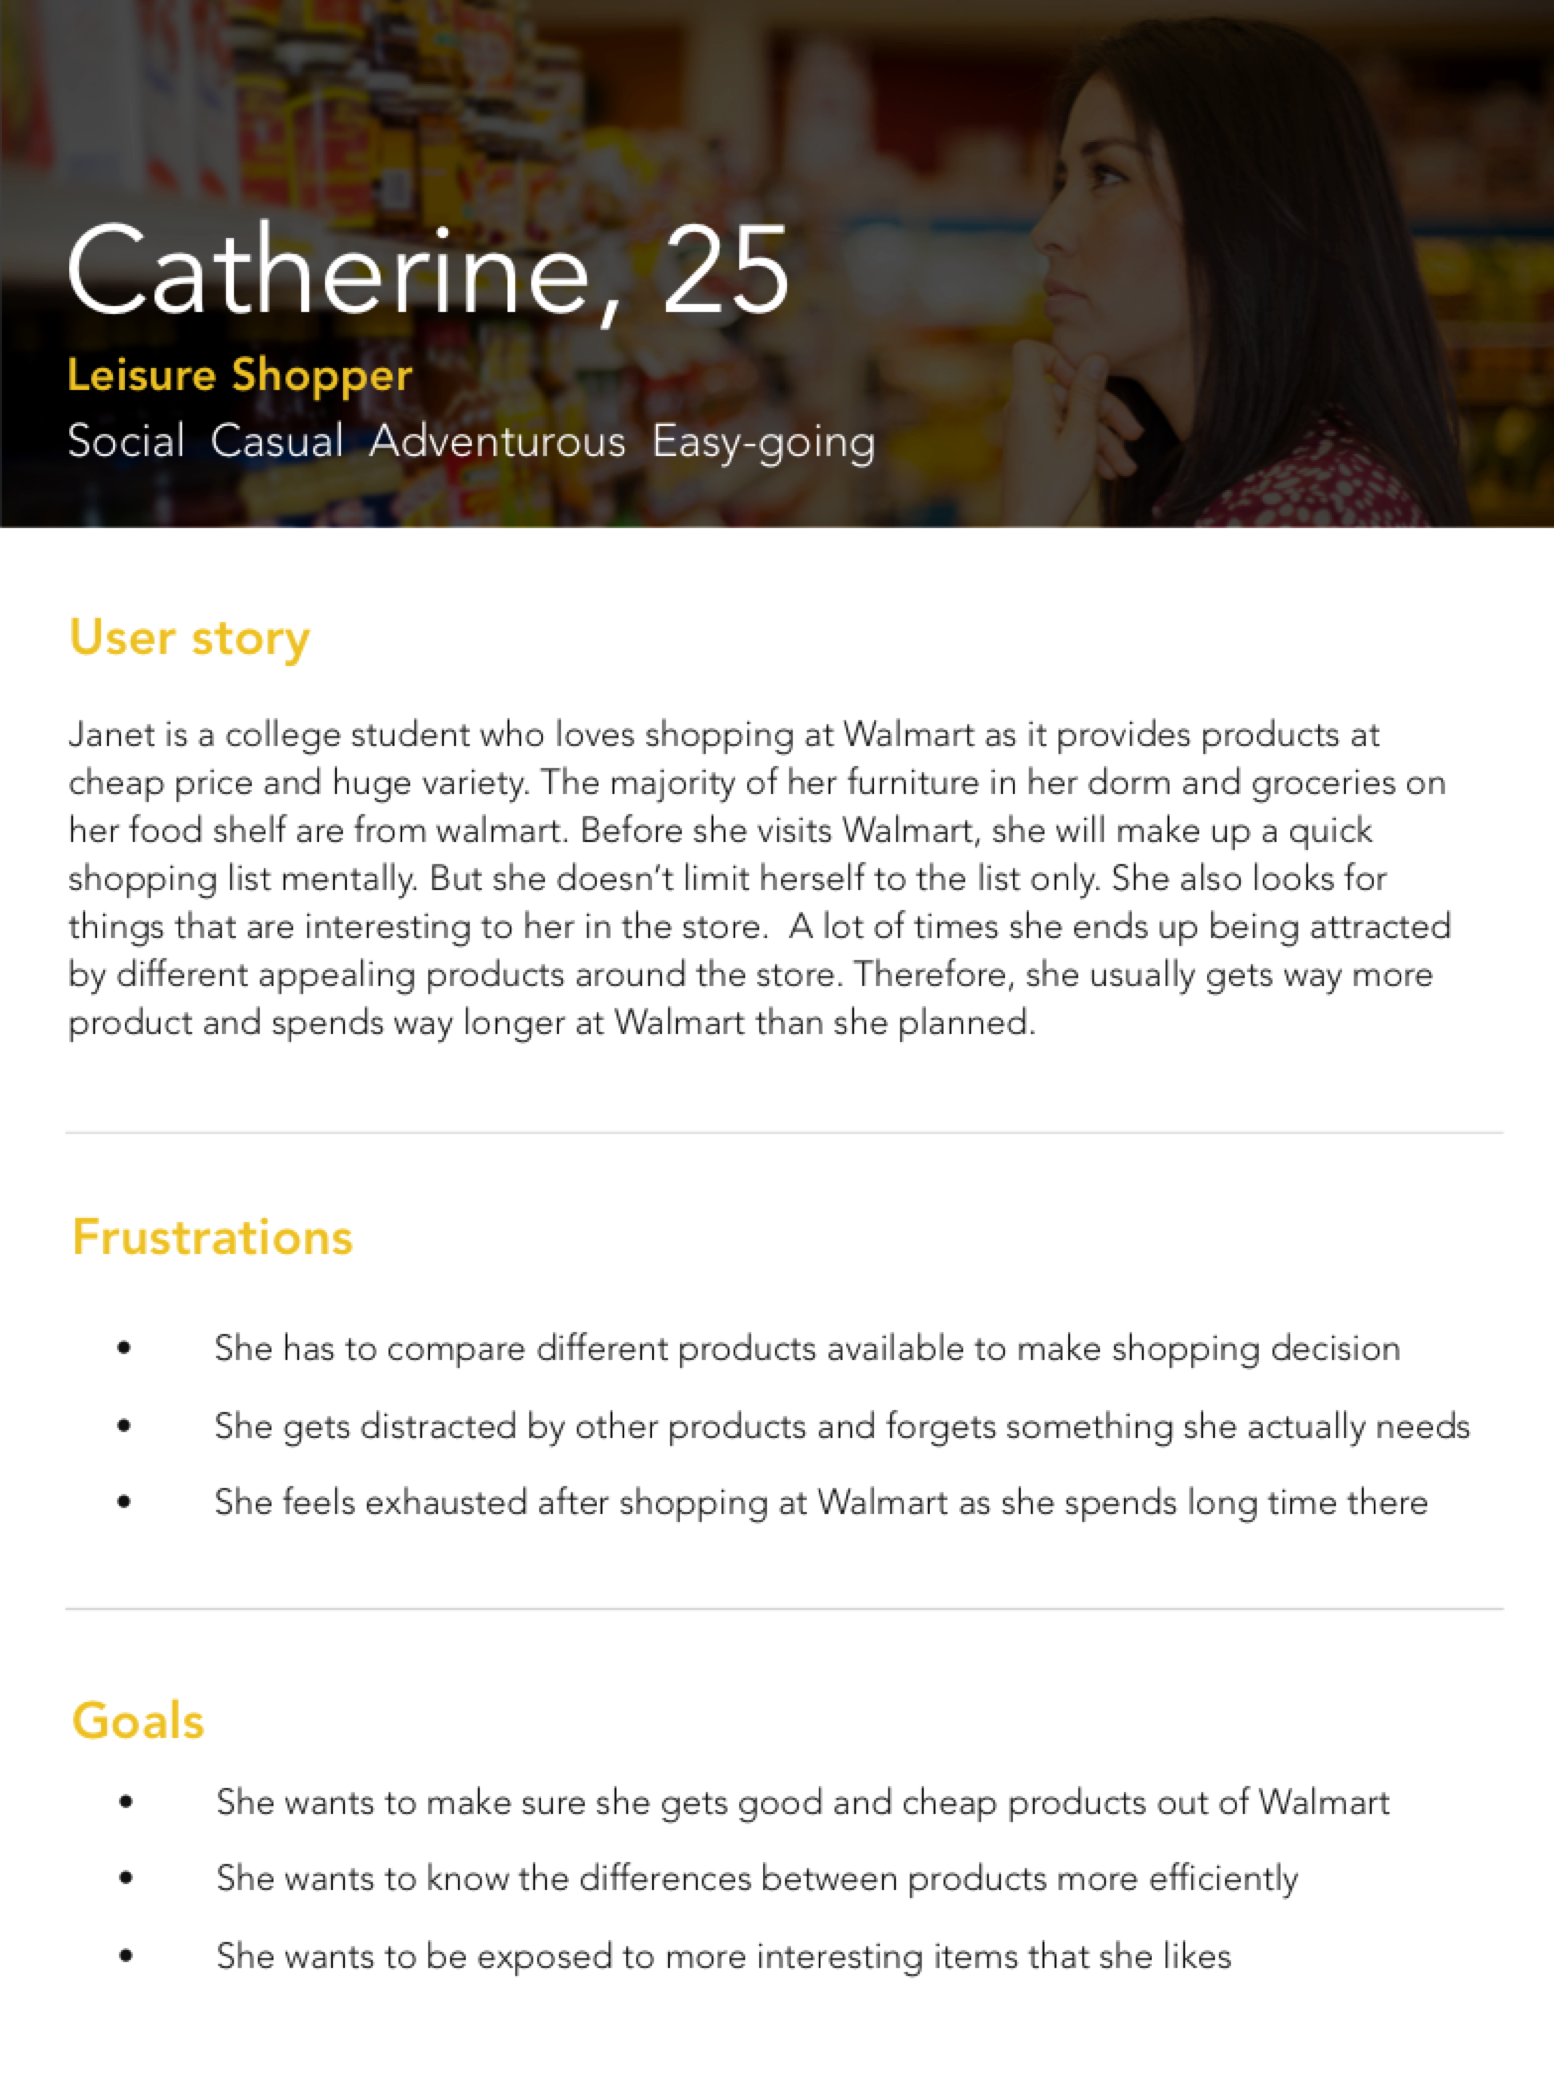 Catherine, 25
Leisure Shopper
Social Casual Adventurous Easy-going
User story
Janet is a college student who loves shopping at Walmart as it provides products at
cheap price and huge variety. The majority of her furniture in her dorm and groceries on
her food shelf are from walmart. Before she visits Walmart, she will make up a quick
shopping list mentally. But she doesn't limit herself to the list only. She also looks for
things that are interesting to her in the store.  A lot of times she ends up being attracted
by different appealing products around the store. Therefore, she usually gets way more
product and spends way longer at Walmart than she planned.
Frustrations
• She has to compare different products available to make shopping decision
• She gets distracted by other products and forgets something she actually needs
• She feels exhausted after shopping at Walmart as she spends long time there
Goals
• She wants to make sure she gets good and cheap products out of Walmart
• She wants to know the differences between products more efficiently
• She wants to be exposed to more interesting items that she likes